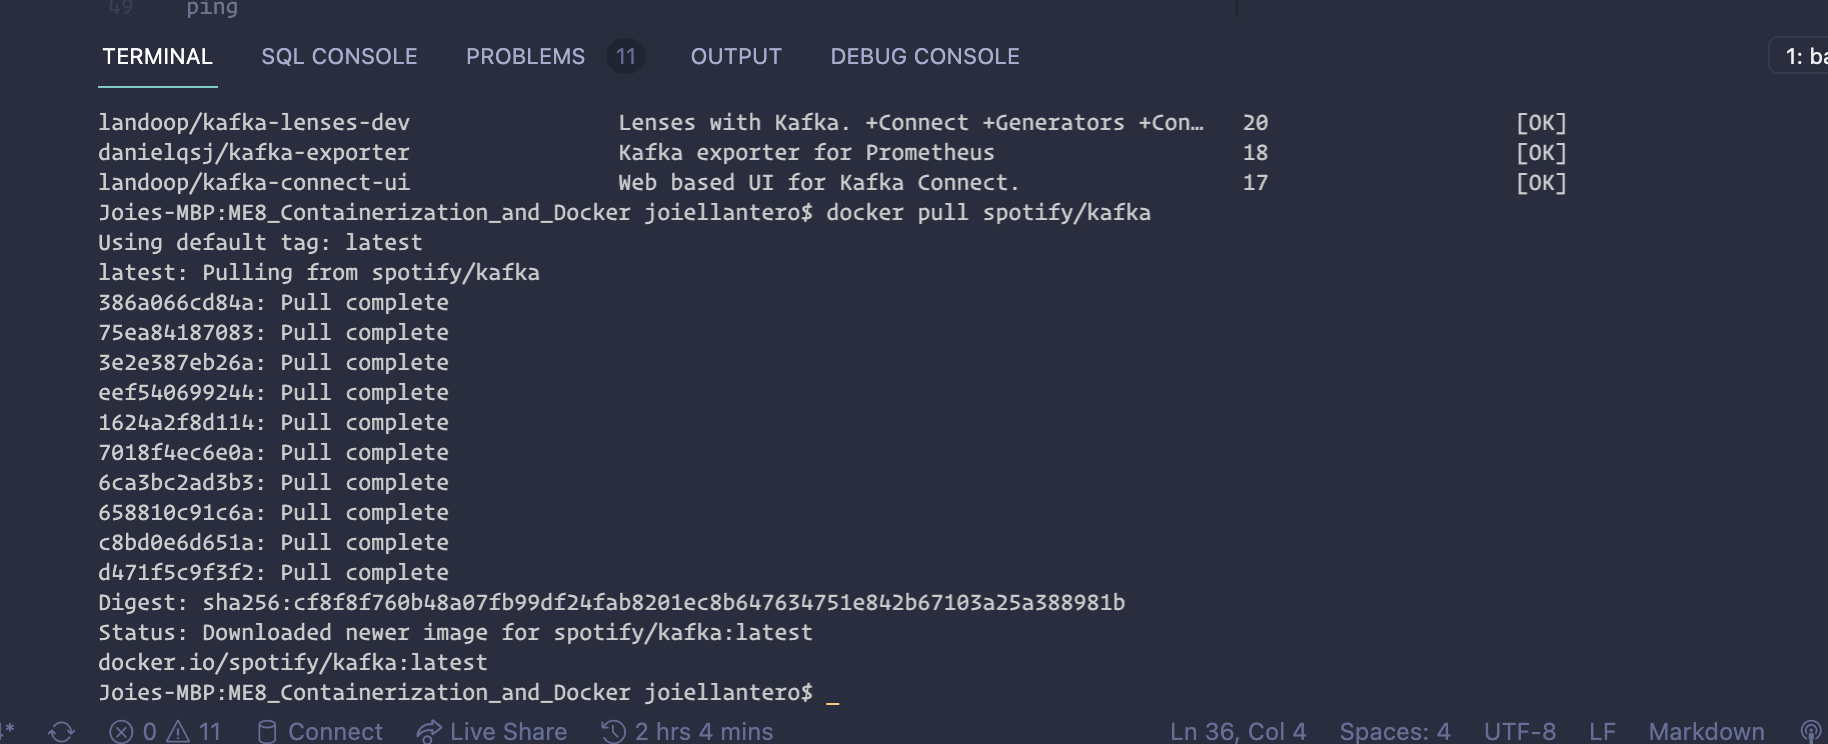 49 ping
TERMINAL SQL CONSOLE PROBLEMS 11 OUTPUT DEBUG CONSOLE 1: ba
landoop/kafka-lenses-dev Lenses with Kafka. +Connect +Generators +Con… 20 [OK]
danielqsj/kafka-exporter Kafka exporter for Prometheus 18 [OK]
landoop/kafka-connect-ui Web based UI for Kafka Connect. 17 [OK]
Joies-MBP:ME8_Containerization_and_Docker joiellantero$ docker pull spotify/kafka
Using default tag: latest
latest: Pulling from spotify/kafka
386a066cd84a: Pull complete
75ea84187083: Pull complete
3e2e387eb26a: Pull complete
eef540699244: Pull complete
1624a2f8d114: Pull complete
7018f4ec6e0a: Pull complete
6ca3bc2ad3b3: Pull complete
658810c91c6a: Pull complete
c8bd0e6d651a: Pull complete
d471f5c9f3f2: Pull complete
Digest: sha256:cf8f8f760b48a07fb99df24fab8201ec8b647634751e842b67103a25a388981b
Status: Downloaded newer image for spotify/kafka:latest
docker.io/spotify/kafka:latest
Joies-MBP:ME8_Containerization_and_Docker joiellantero$ _
* 0 11 Connect Live Share 2 hrs 4 mins Ln 36, Col 4 Spaces: 4 UTF-8 LF Markdown